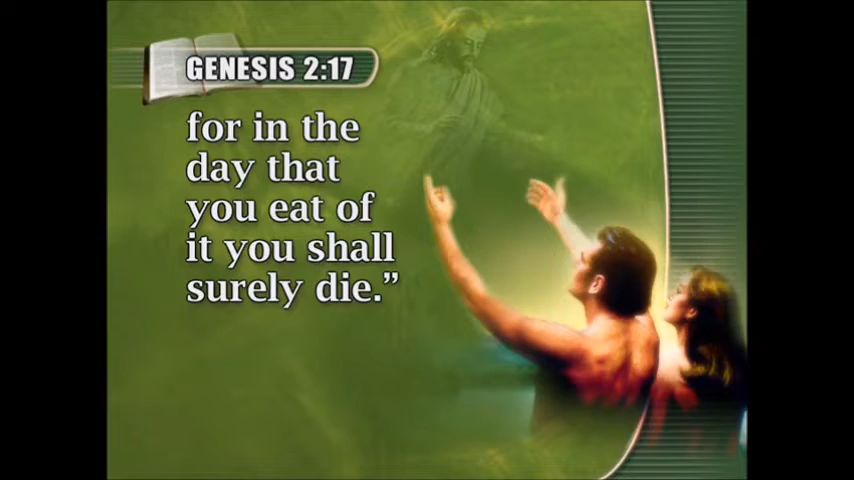 GENESIS 2:17
for in the
day that
you eat of
it you shall
surely die.”